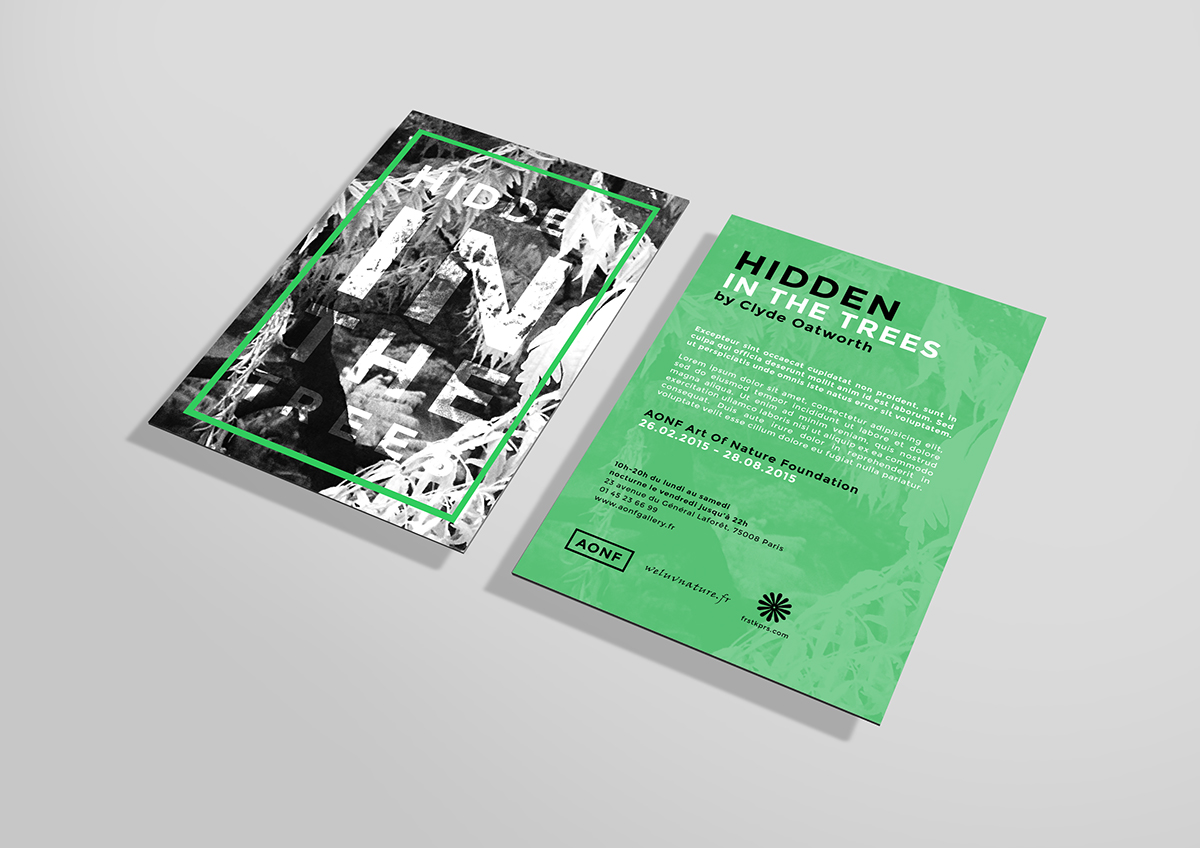 HIDDEN
IN
THE
TREES
HIDDEN
IN THE TREES
by Clyde Oatworth
Excepteur sint occaecat cupidatat non proident, sunt in
culpa qui officia deserunt mollit anim id est laborum. Sed
ut perspiciatis unde omnis iste natus error sit voluptatem.
Lorem ipsum dolor sit amet, consectetur adipisicing elit,
sed do eiusmod tempor incididunt ut labore et dolore
magna aliqua. Ut enim ad minim veniam, quis nostrud
exercitation ullamco laboris nisi ut aliquip ex ea commodo
consequat. Duis aute irure dolor in reprehenderit in
voluptate velit esse cillum dolore eu fugiat nulla pariatur.
AONF Art Of Nature Foundation
26.02.2015 - 28.08.2015
10h-20h du lundi au samedi
nocturne le vendredi jusqu'à 22h
23 avenue du Général Laforêt, 75008 Paris
01 45 23 66 99
www.aonfgallery.fr
AONF
weluvnature.fr
frstkprs.com